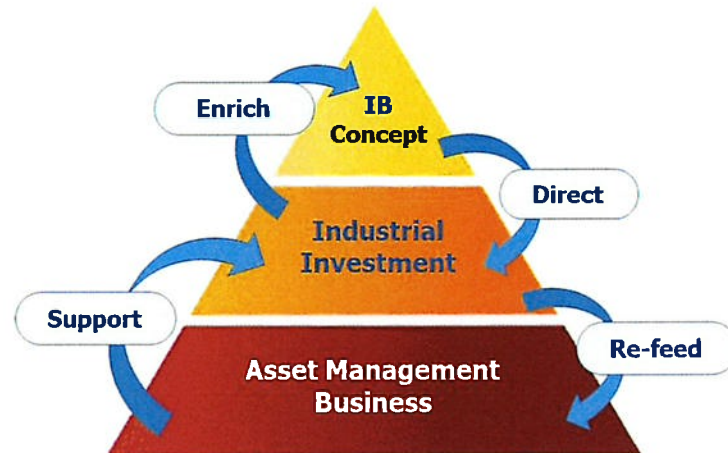 Enrich
IB
Concept
Direct
Industrial
Investment
Support
Re-feed
Asset Management
Business